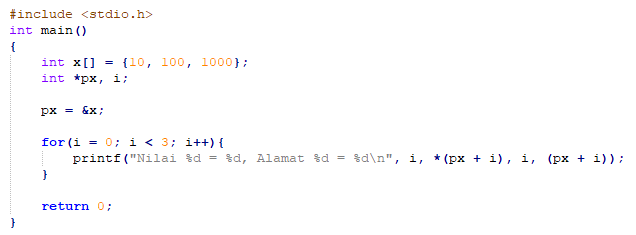 #include <stdio.h>
int main()
{
    int x[] = {10, 100, 1000};
    int *px, i;

    px = &x;

    for(i = 0; i < 3; i++){
        printf("Nilai %d = %d, Alamat %d = %d\n", i, *(px + i), i, (px + i));
    }

    return 0;
}